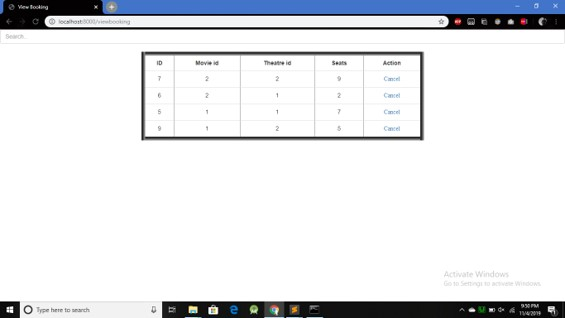 View Booking
localhost:8000/viewbooking
Search..
ID Movie id Theatre id Seats Action
7 2 2 9 Cancel
6 2 1 2 Cancel
5 1 1 7 Cancel
9 1 2 5 Cancel
Activate Windows
Go to Settings to activate Windows.
Type here to search
9:50 PM
11/4/2019